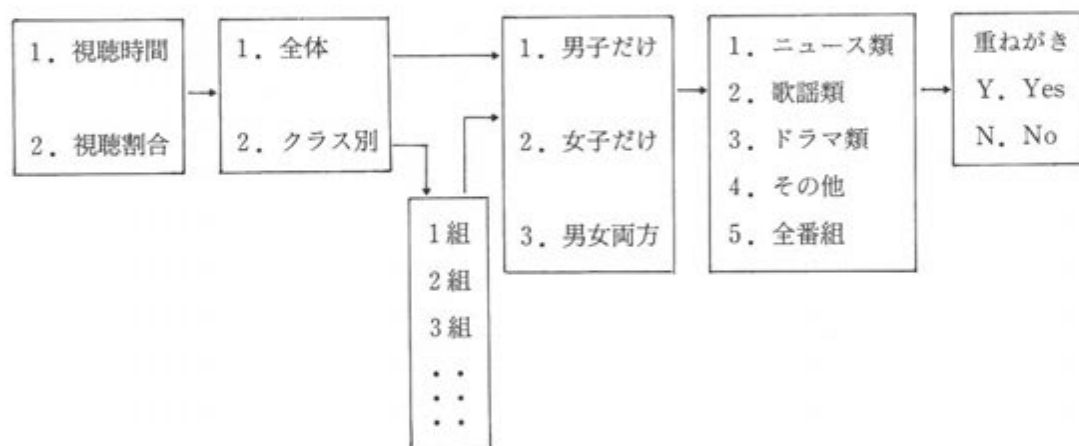 1. 視聴時間
2. 視聴割合
1. 全体
2. クラス別
1組
2組
3組
1. 男子だけ
2. 女子だけ
3. 男女両方
1. ニュース類
2. 歌謡類
3. ドラマ類
4. その他
5. 全番組
重ねがき
Y. Yes
N. No